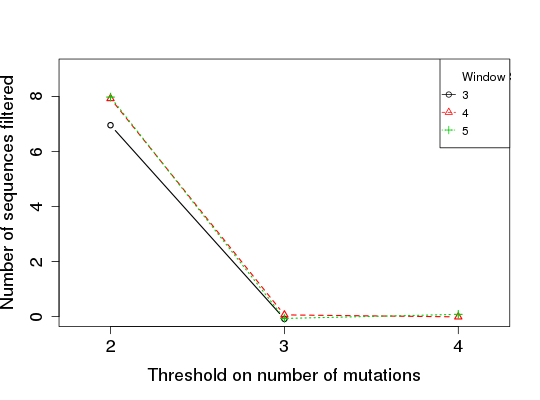 Number of sequences filtered
8
6
4
2
0
Window
3
4
5
2 3 4
Threshold on number of mutations